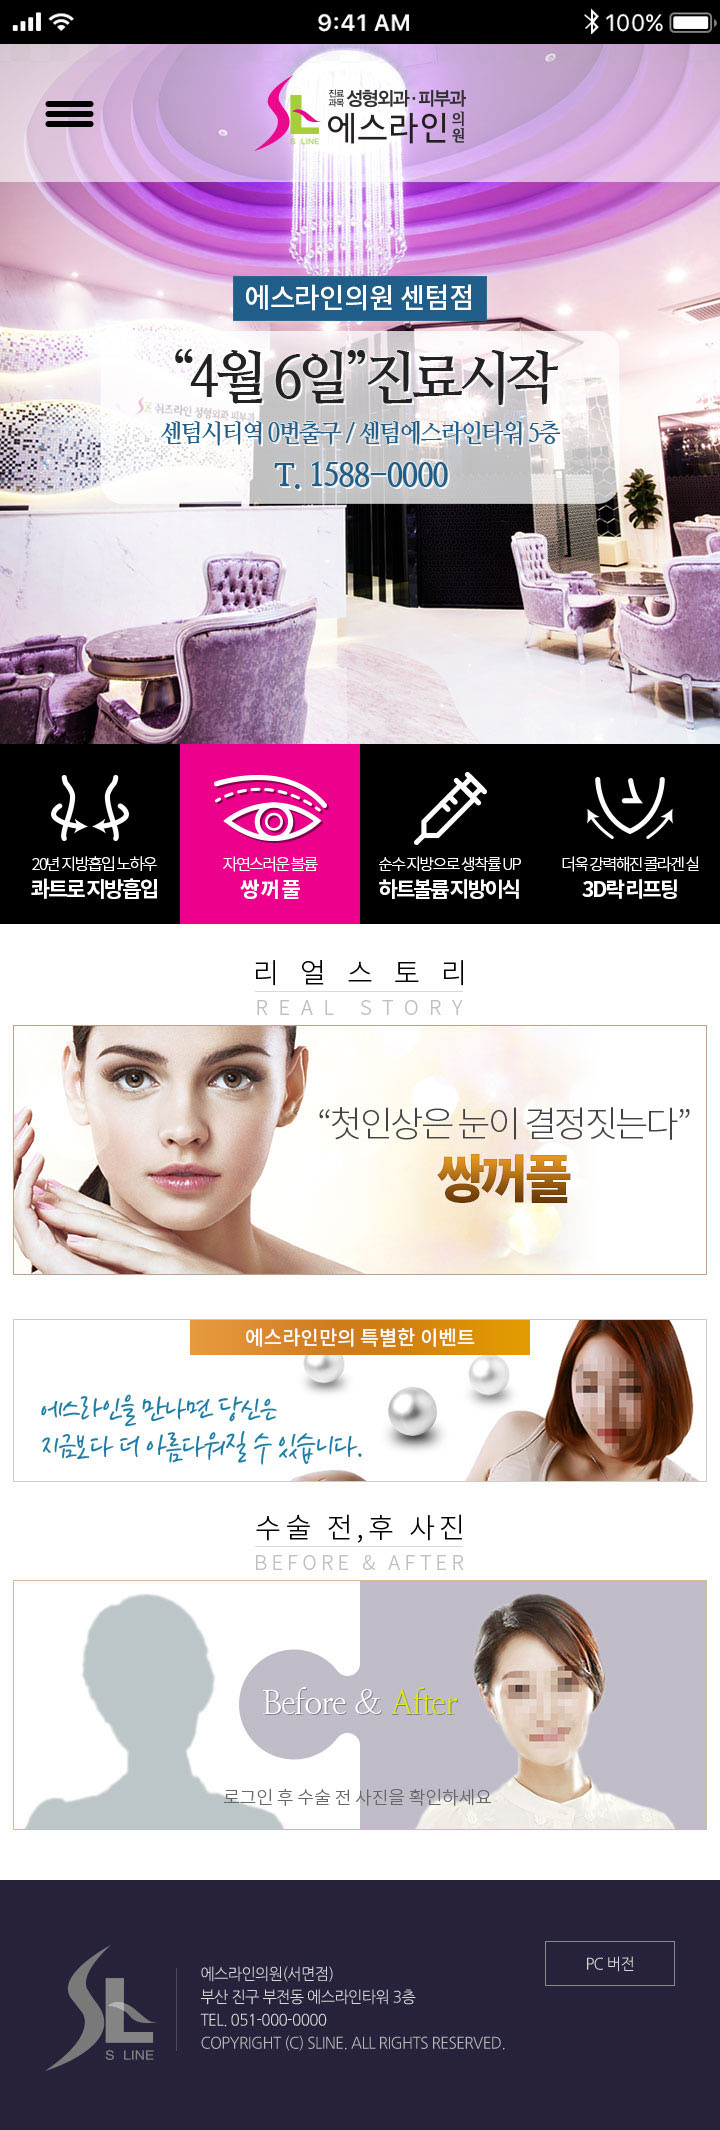 9:41 AM
100%
진료
과목
성형외과·피부과
에스라인
의원
S LINE
에스라인의원 센텀점
“4월 6일”진료시작
센텀시티역 0번출구 / 센텀에스라인타워 5층
T. 1588-0000
20년 지방흡입 노하우
콰트로 지방흡입
자연스러운 볼륨
쌍꺼풀
순수 지방으로 생착률 UP
하트볼륨 지방이식
더욱 강력해진 콜라겐 실
3D락 리프팅
리얼스토리
REAL STORY
“첫인상은 눈이 결정짓는다”
쌍꺼풀
에스라인만의 특별한 이벤트
에스라인을 만나면 당신은
지금보다 더 아름다워질 수 있습니다.
수술 전,후 사진
BEFORE & AFTER
Before & After
로그인 후 수술 전 사진을 확인하세요
S LINE
에스라인의원(서면점)
부산 진구 부전동 에스라인타워 3층
TEL. 051-000-0000
COPYRIGHT (C) SLINE. ALL RIGHTS RESERVED.
PC 버전